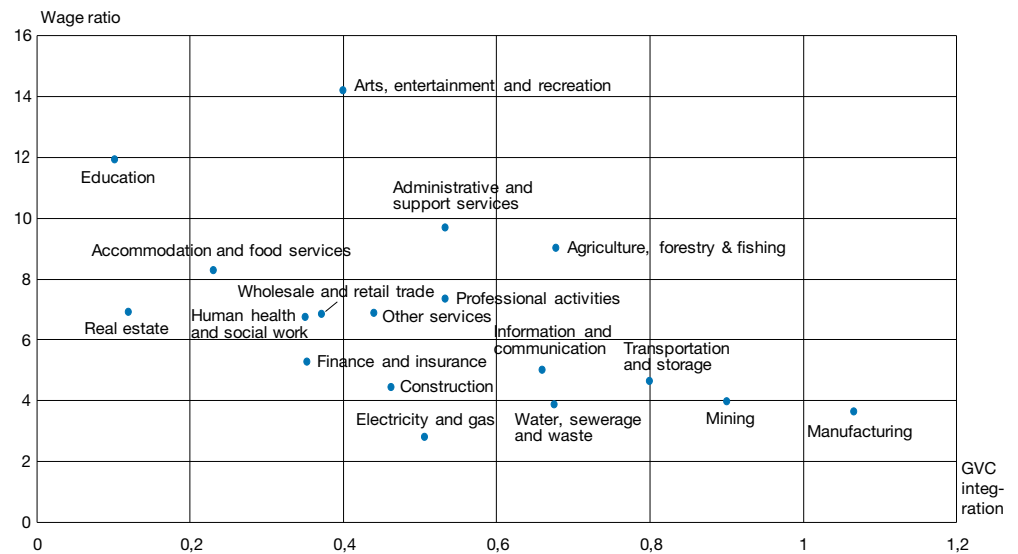 Wage ratio
16
14
12
10
8
6
4
2
0
Arts, entertainment and recreation
Education
Administrative and
support services
Agriculture, forestry & fishing
Accommodation and food services
Wholesale and retail trade
Professional activities
Real estate
Human health
and social work
Other services
Information and
communication
Transportation
and storage
Finance and insurance
Construction
Electricity and gas
Water, sewerage
and waste
Mining
Manufacturing
GVC
integ-
ration
0
0,2
0,4
0,6
0,8
1
1,2